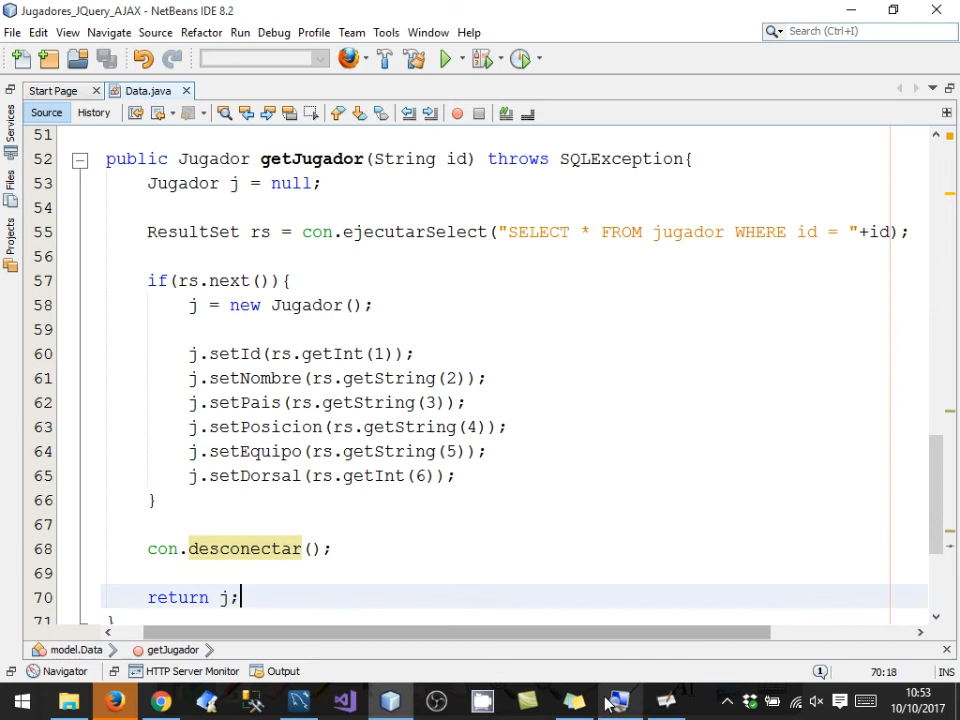 Jugadores_JQuery_AJAX - NetBeans IDE 8.2
File Edit View Navigate Source Refactor Run Debug Profile Team Tools Window Help
Search (Ctrl+I)
Start Page Data.java
Source History
Services
Files
Projects
51
52 public Jugador getJugador(String id) throws SQLException{
53 Jugador j = null;
54
55 ResultSet rs = con.ejecutarSelect("SELECT * FROM jugador WHERE id = "+id);
56
57 if(rs.next()){
58 j = new Jugador();
59
60 j.setId(rs.getInt(1));
61 j.setNombre(rs.getString(2));
62 j.setPais(rs.getString(3));
63 j.setPosicion(rs.getString(4));
64 j.setEquipo(rs.getString(5));
65 j.setDorsal(rs.getInt(6));
66 }
67
68 con.desconectar();
69
70 return j;
71 }
model.Data getJugador
Navigator HTTP Server Monitor Output 70:18 INS
10:53
10/10/2017